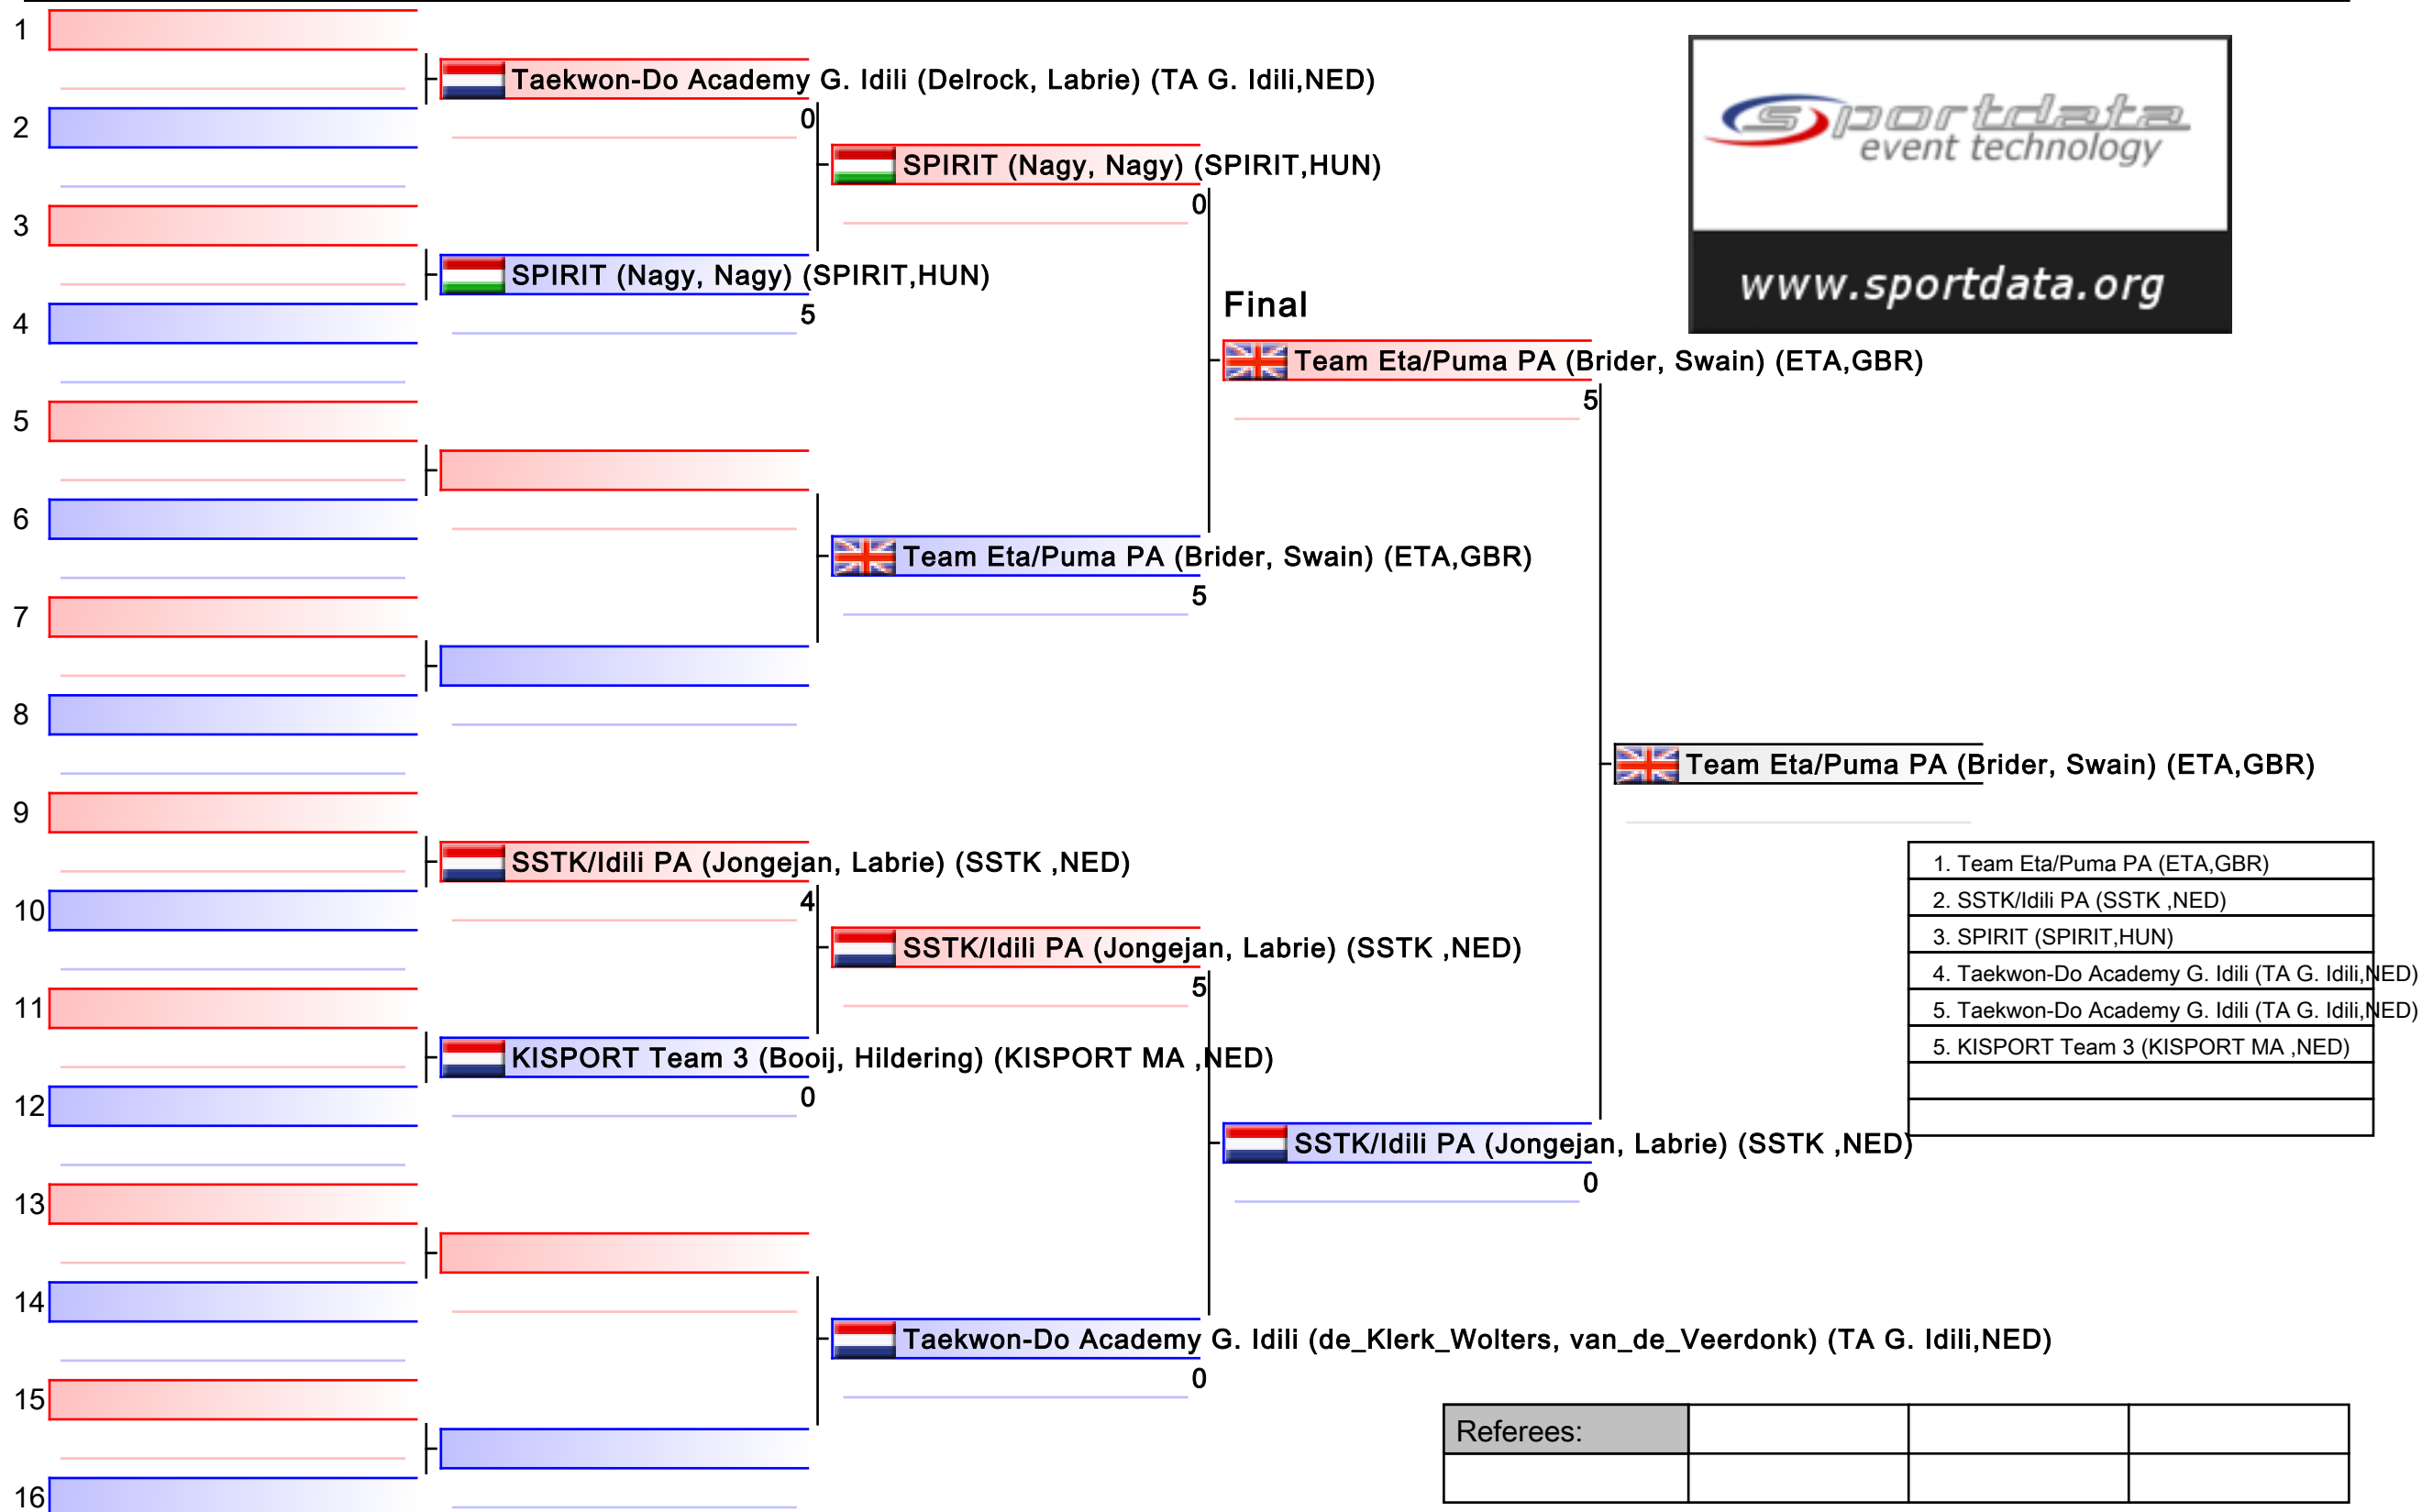 1
Taekwon-Do Academy G. Idili (Delrock, Labrie) (TA G. Idili,NED)
0
2
SPIRIT (Nagy, Nagy) (SPIRIT,HUN)
0
3
SPIRIT (Nagy, Nagy) (SPIRIT,HUN)
5
4
sportdata
event technology
www.sportdata.org
Final
Team Eta/Puma PA (Brider, Swain) (ETA,GBR)
5
5
6
Team Eta/Puma PA (Brider, Swain) (ETA,GBR)
5
7
8
Team Eta/Puma PA (Brider, Swain) (ETA,GBR)
9
SSTK/Idili PA (Jongejan, Labrie) (SSTK ,NED)
4
10
SSTK/Idili PA (Jongejan, Labrie) (SSTK ,NED)
5
11
KISPORT Team 3 (Booij, Hildering) (KISPORT MA ,NED)
0
12
1. Team Eta/Puma PA (ETA,GBR)
2. SSTK/Idili PA (SSTK ,NED)
3. SPIRIT (SPIRIT,HUN)
4. Taekwon-Do Academy G. Idili (TA G. Idili,NED)
5. Taekwon-Do Academy G. Idili (TA G. Idili,NED)
5. KISPORT Team 3 (KISPORT MA ,NED)
SSTK/Idili PA (Jongejan, Labrie) (SSTK ,NED)
0
13
14
Taekwon-Do Academy G. Idili (de_Klerk_Wolters, van_de_Veerdonk) (TA G. Idili,NED)
0
15
16
Referees: